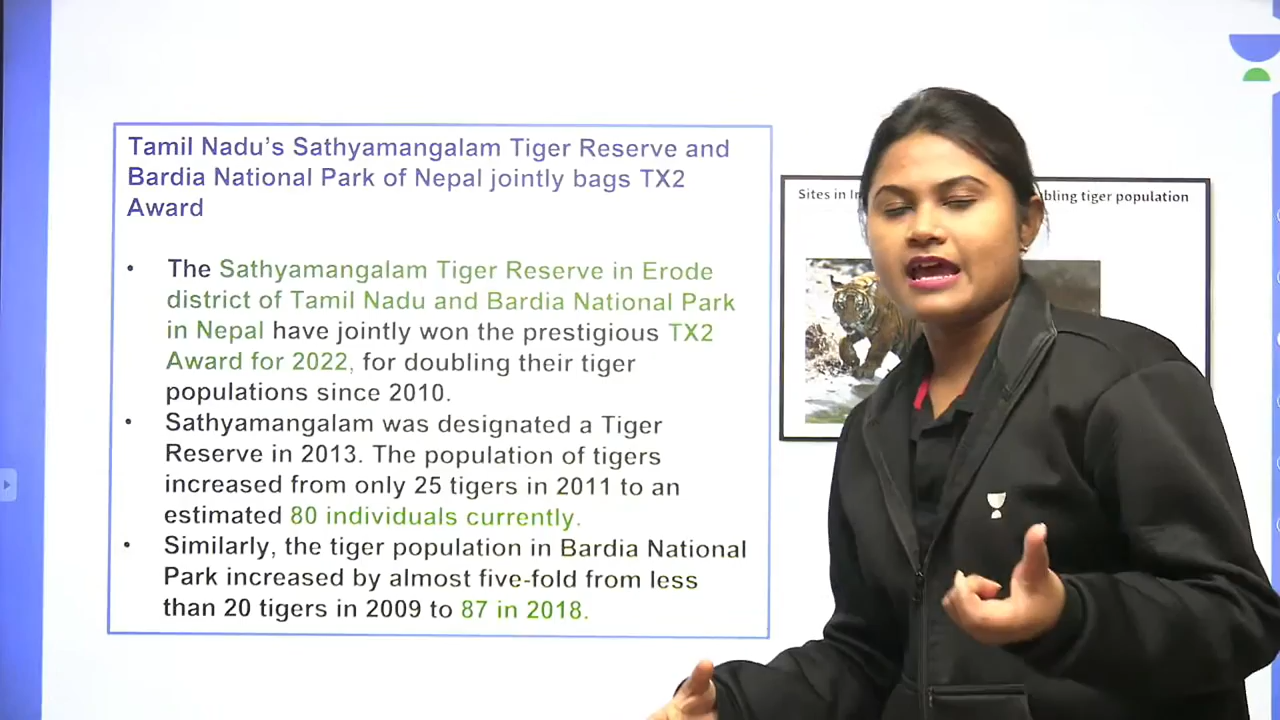 Tamil Nadu's Sathyamangalam Tiger Reserve and
Bardia National Park of Nepal jointly bags TX2
Award
• The Sathyamangalam Tiger Reserve in Erode
district of Tamil Nadu and Bardia National Park
in Nepal have jointly won the prestigious TX2
Award for 2022, for doubling their tiger
populations since 2010.
• Sathyamangalam was designated a Tiger
Reserve in 2013. The population of tigers
increased from only 25 tigers in 2011 to an
estimated 80 individuals currently.
• Similarly, the tiger population in Bardia National
Park increased by almost five-fold from less
than 20 tigers in 2009 to 87 in 2018.
Sites in tiger population